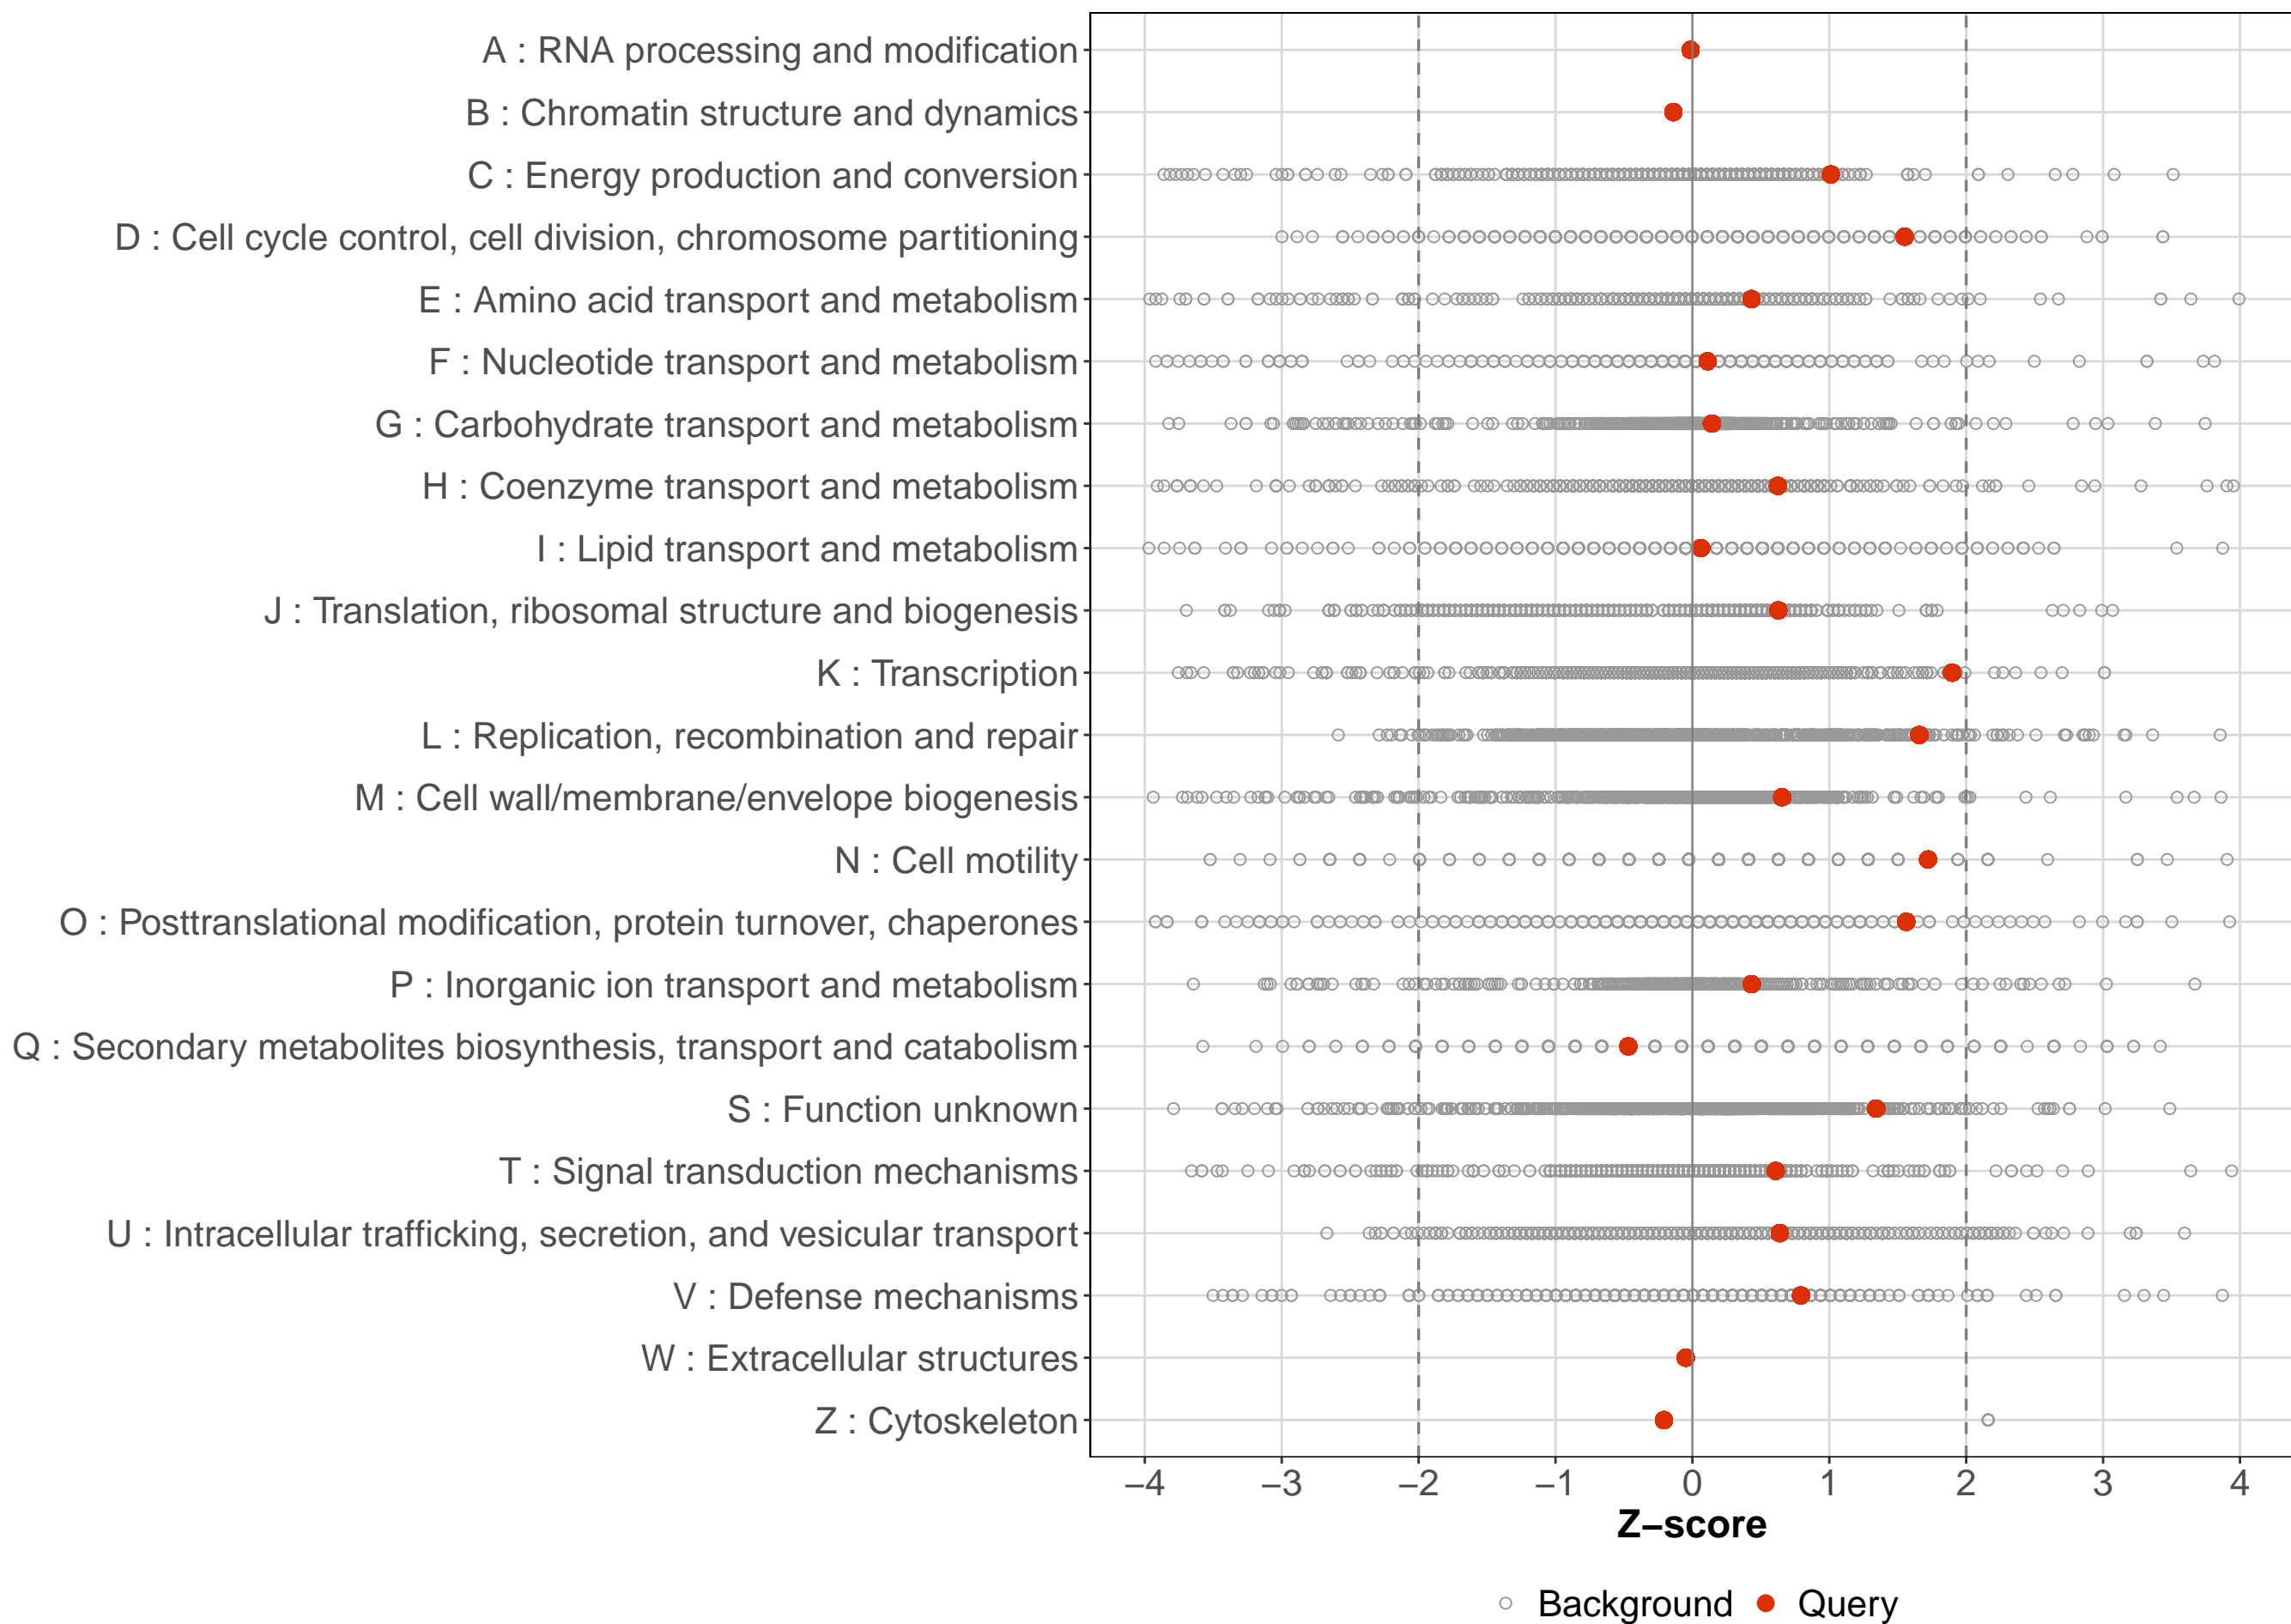 A : RNA processing and modification
B : Chromatin structure and dynamics
C : Energy production and conversion
D : Cell cycle control, cell division, chromosome partitioning
E : Amino acid transport and metabolism
F : Nucleotide transport and metabolism
G : Carbohydrate transport and metabolism
H : Coenzyme transport and metabolism
I : Lipid transport and metabolism
J : Translation, ribosomal structure and biogenesis
K : Transcription
L : Replication, recombination and repair
M : Cell wall/membrane/envelope biogenesis
N : Cell motility
O : Posttranslational modification, protein turnover, chaperones
P : Inorganic ion transport and metabolism
Q : Secondary metabolites biosynthesis, transport and catabolism
S : Function unknown
T : Signal transduction mechanisms
U : Intracellular trafficking, secretion, and vesicular transport
V : Defense mechanisms
W : Extracellular structures
Z : Cytoskeleton
−4 −3 −2 −1 0 1 2 3 4
Z−score
Background Query